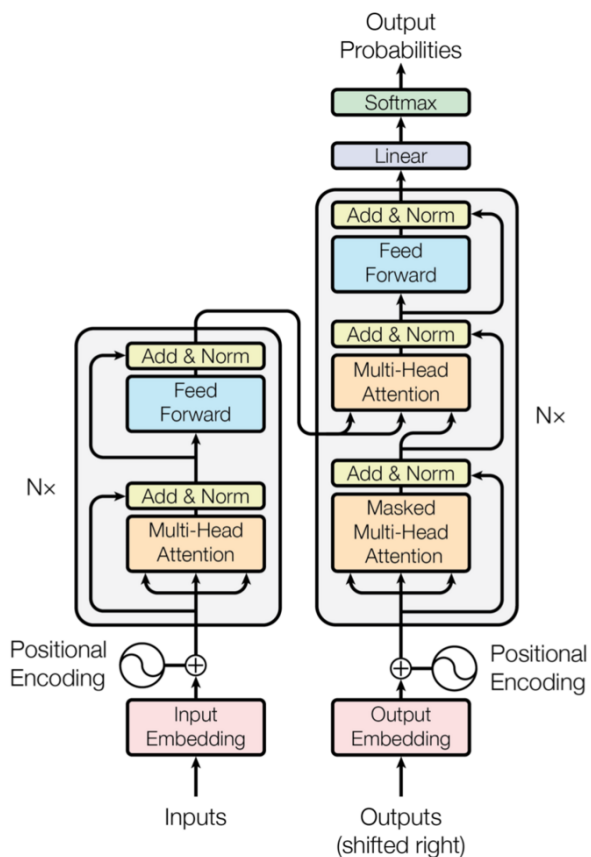 Output
Probabilities
Softmax
Linear
Add & Norm
Feed
Forward
Add & Norm
Multi-Head
Attention
Add & Norm
Masked
Multi-Head
Attention
Nx
Add & Norm
Feed
Forward
Add & Norm
Multi-Head
Attention
N×
Positional
Encoding
Positional
Encoding
Input
Embedding
Output
Embedding
Inputs
Outputs
(shifted right)